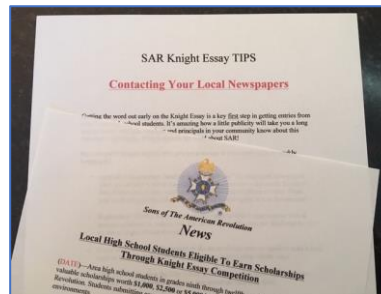 SAR Knight Essay TIPS
Contacting Your Local Newspapers
Getting the word out early on the Knight Essay is a key first step in getting entries from
school students. It's amazing how a little publicity will take you a long
and principals in your community know about this
about SAR!
Sons of The American Revolution
News
Local High School Students Eligible To Earn Scholarships
Through Knight Essay Competition
(DATE)—Area high school students in grades ninth through
valuable scholarships worth $1,000, $2,500 or
Revolution. Students submitting